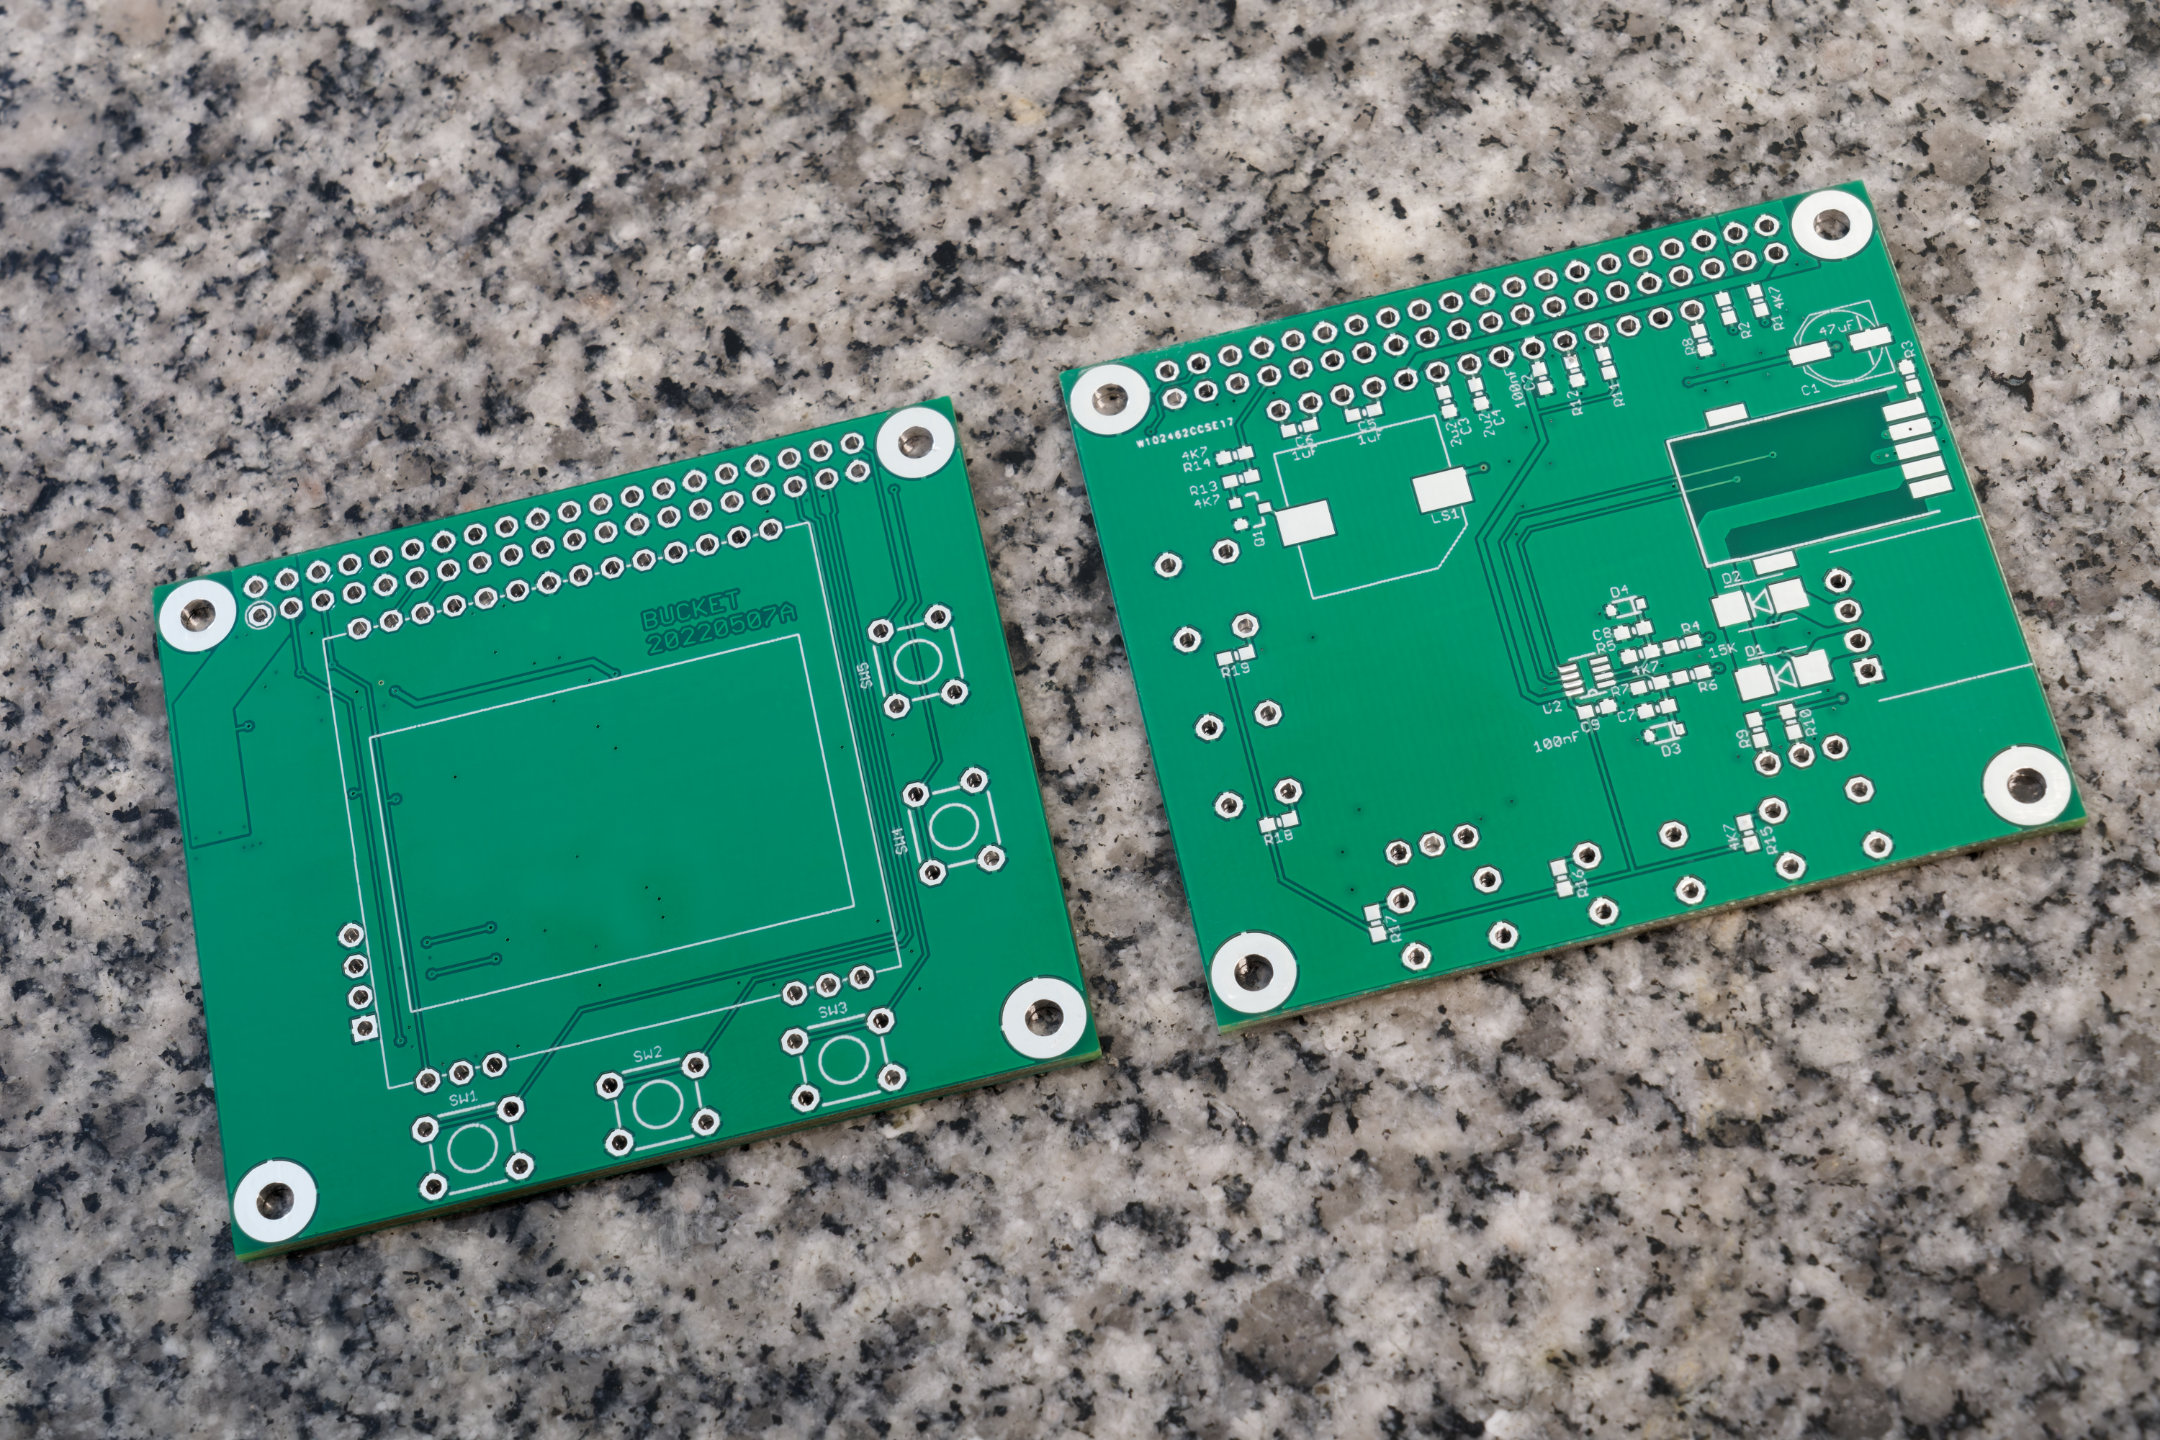 BUCKET
20220507A
SW5
SW4
SW3
SW2
SW1
W102462CCSE17
4K7
R14
R13
4K7
Q1
C6
1uF
1uF
LS1
2u2
C3
2u2
C4
100nF
C2
R12
R11
R8
R2
R1
4K7
47uF
C1
R3
R19
R18
R17
R16
4K7
R15
D4
C8
R5
R4
4K7
15K
R7
R6
U2
C9
C7
100nF
D3
D2
D1
R9
R10